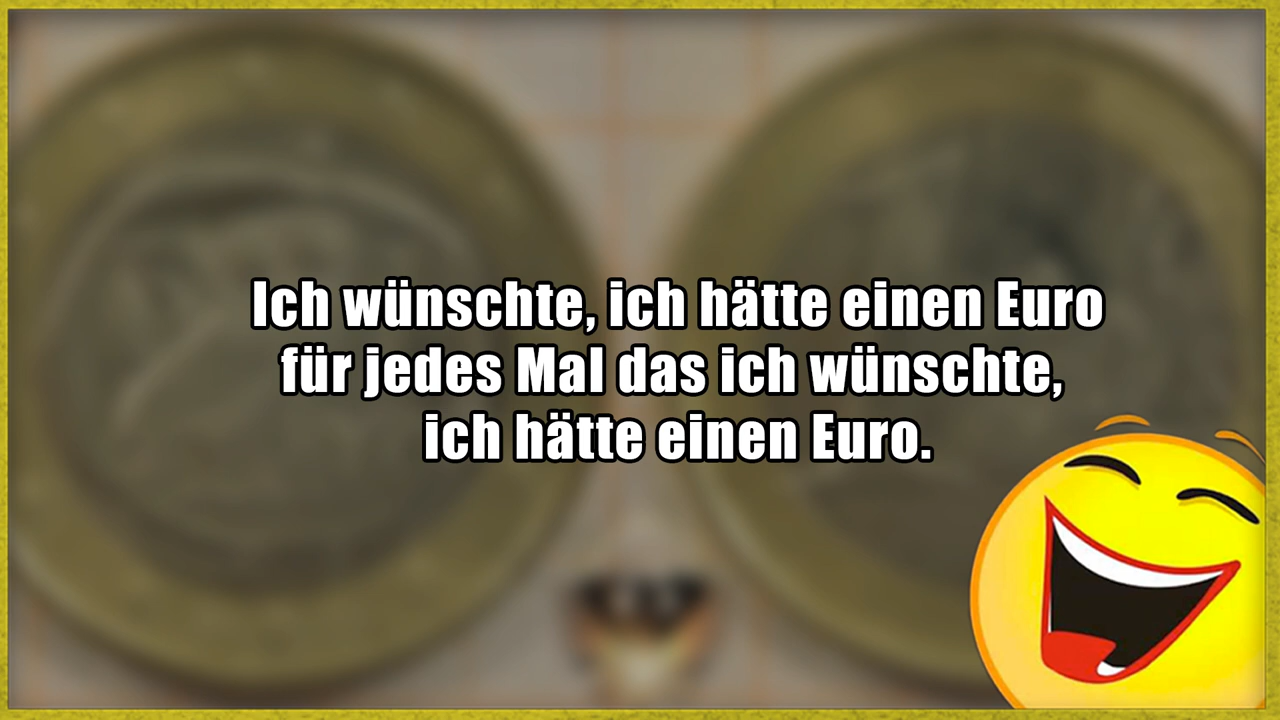 Ich wünschte, ich hätte einen Euro
für jedes Mal das ich wünschte,
ich hätte einen Euro.